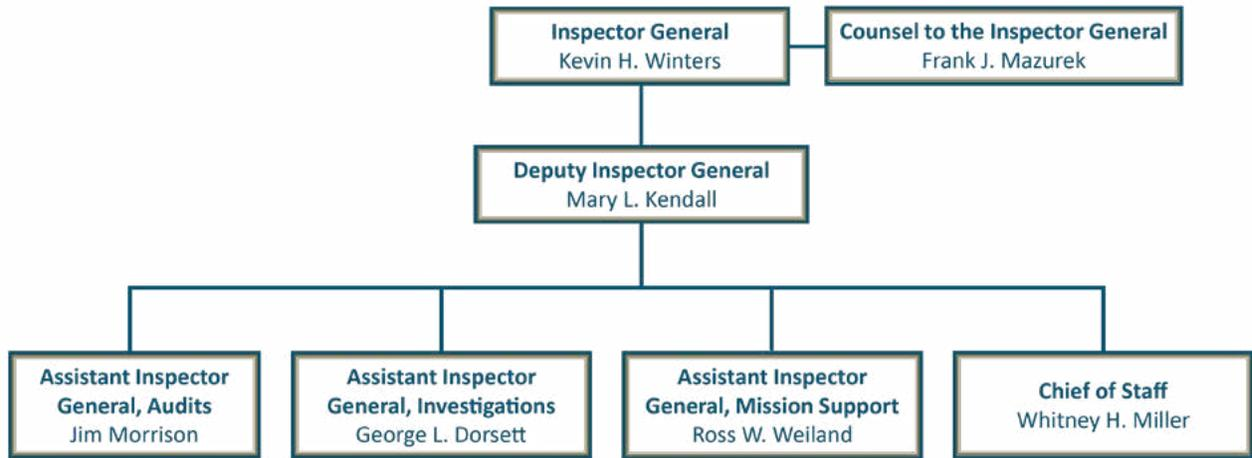 Inspector General
Kevin H. Winters
Counsel to the Inspector General
Frank J. Mazurek
Deputy Inspector General
Mary L. Kendall
Assistant Inspector
General, Audits
Jim Morrison
Assistant Inspector
General, Investigations
George L. Dorsett
Assistant Inspector
General, Mission Support
Ross W. Weiland
Chief of Staff
Whitney H. Miller